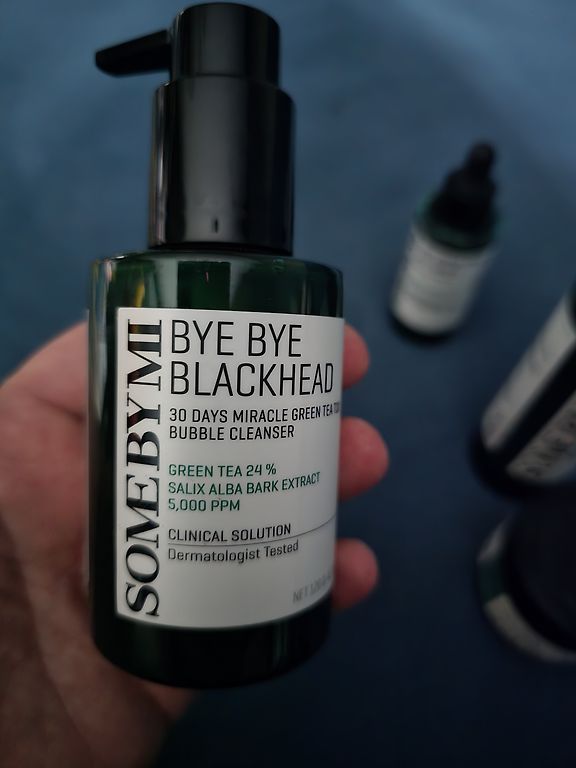 SOMEBYMI
BYE BYE
BLACKHEAD
30 DAYS MIRACLE GREEN TEA
BUBBLE CLEANSER
GREEN TEA 24 %
SALIX ALBA BARK EXTRACT
5,000 PPM
CLINICAL SOLUTION
Dermatologist Tested
NET